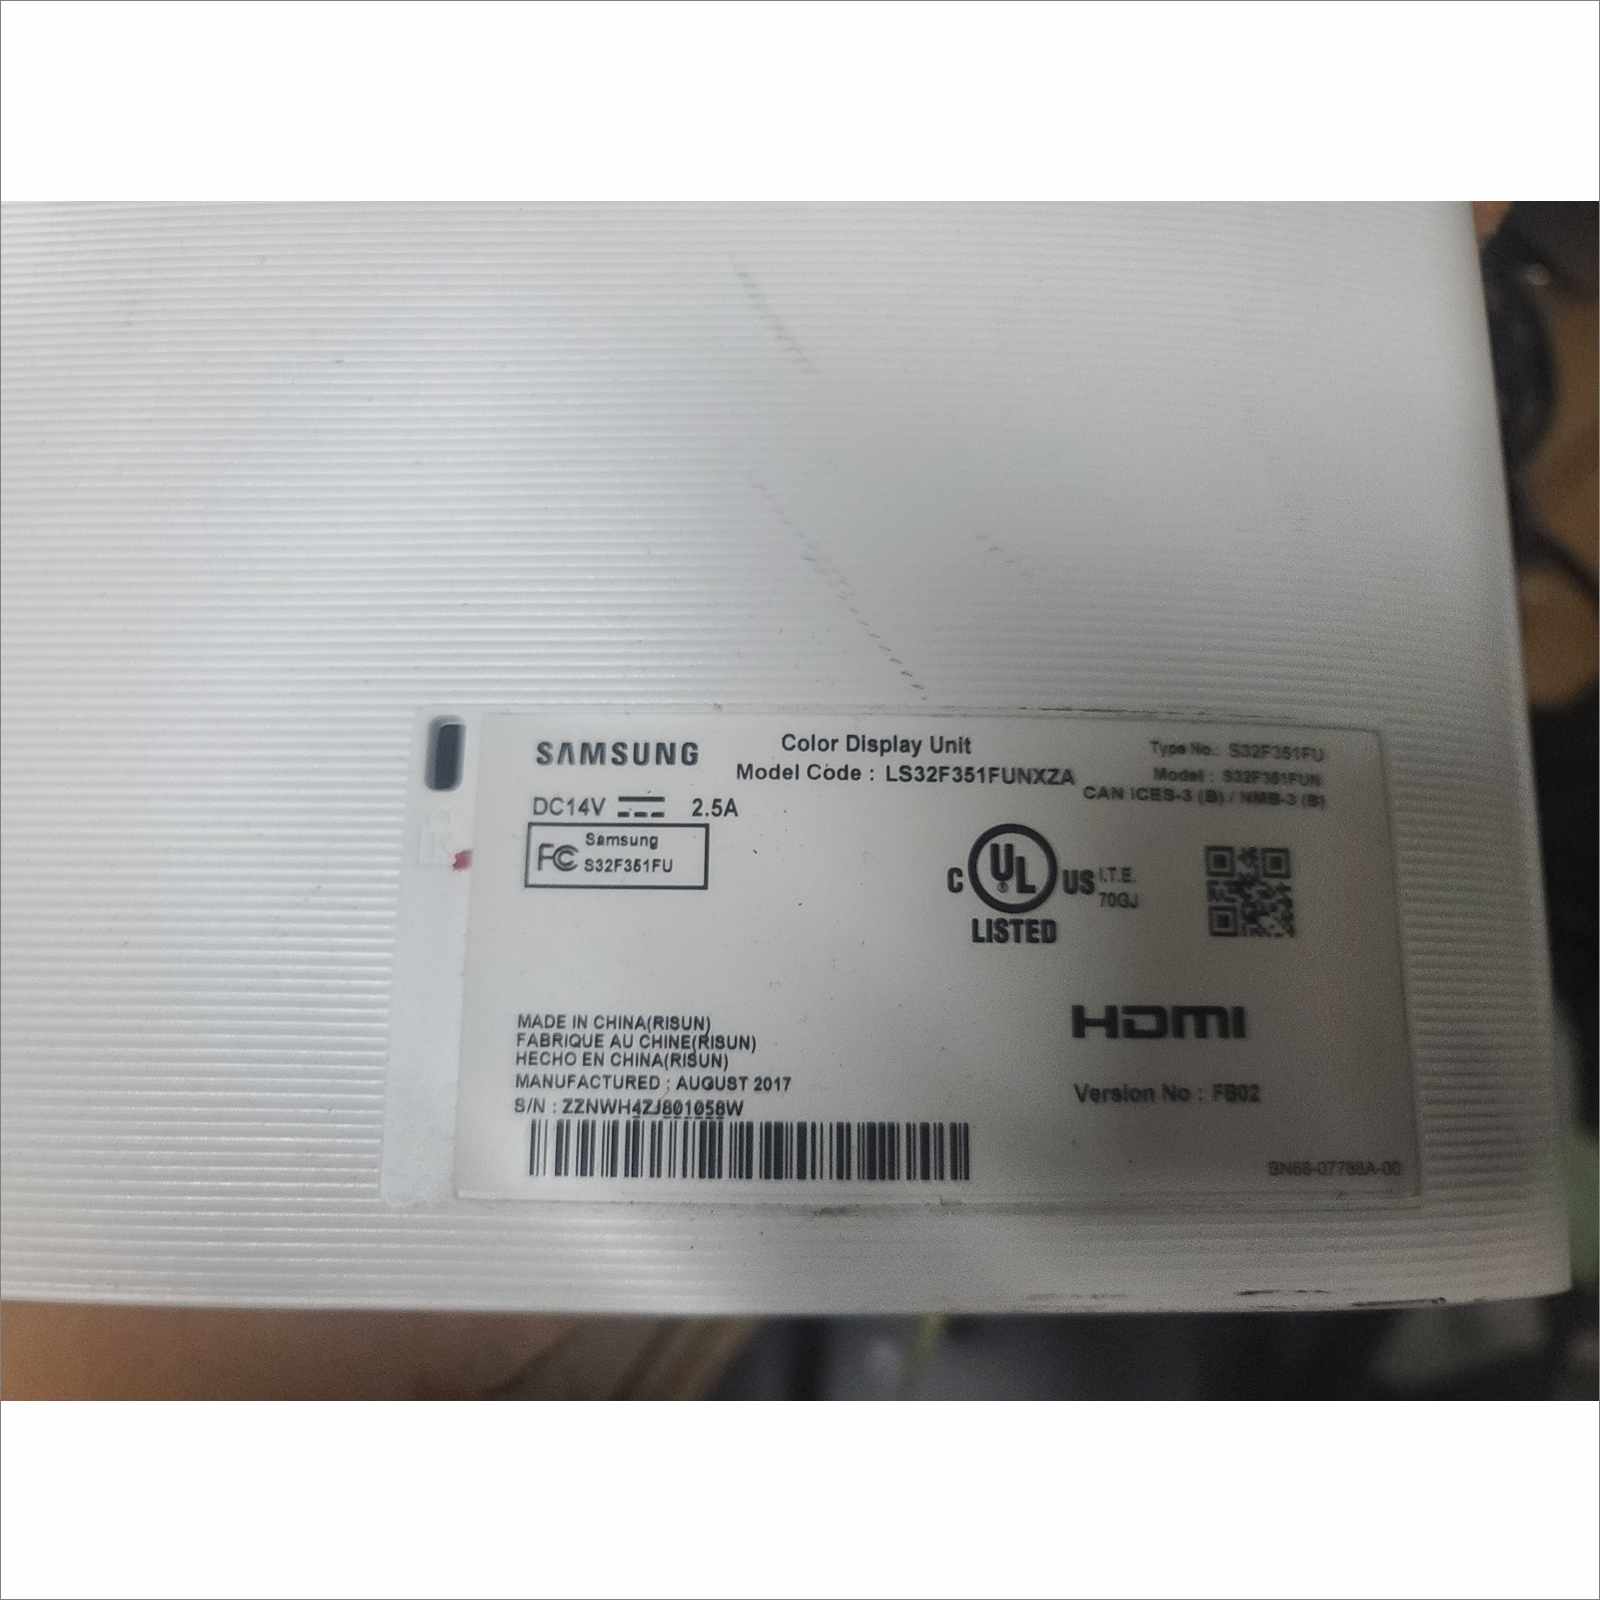 SAMSUNG
Color Display Unit
Model Code : LS32F351FUNXZA
Type No.: S32F351FU
Model : S32F351FUN
CAN ICES-3 (B) / NMB-3 (B)
DC14V 2.5A
FC Samsung
S32F351FU
C UL US LISTED
I.T.E.
70GJ
MADE IN CHINA(RISUN)
FABRIQUE AU CHINE(RISUN)
HECHO EN CHINA(RISUN)
MANUFACTURED : AUGUST 2017
S/N : ZZNWH4ZJ801058W
HDMI
Version No : FB02